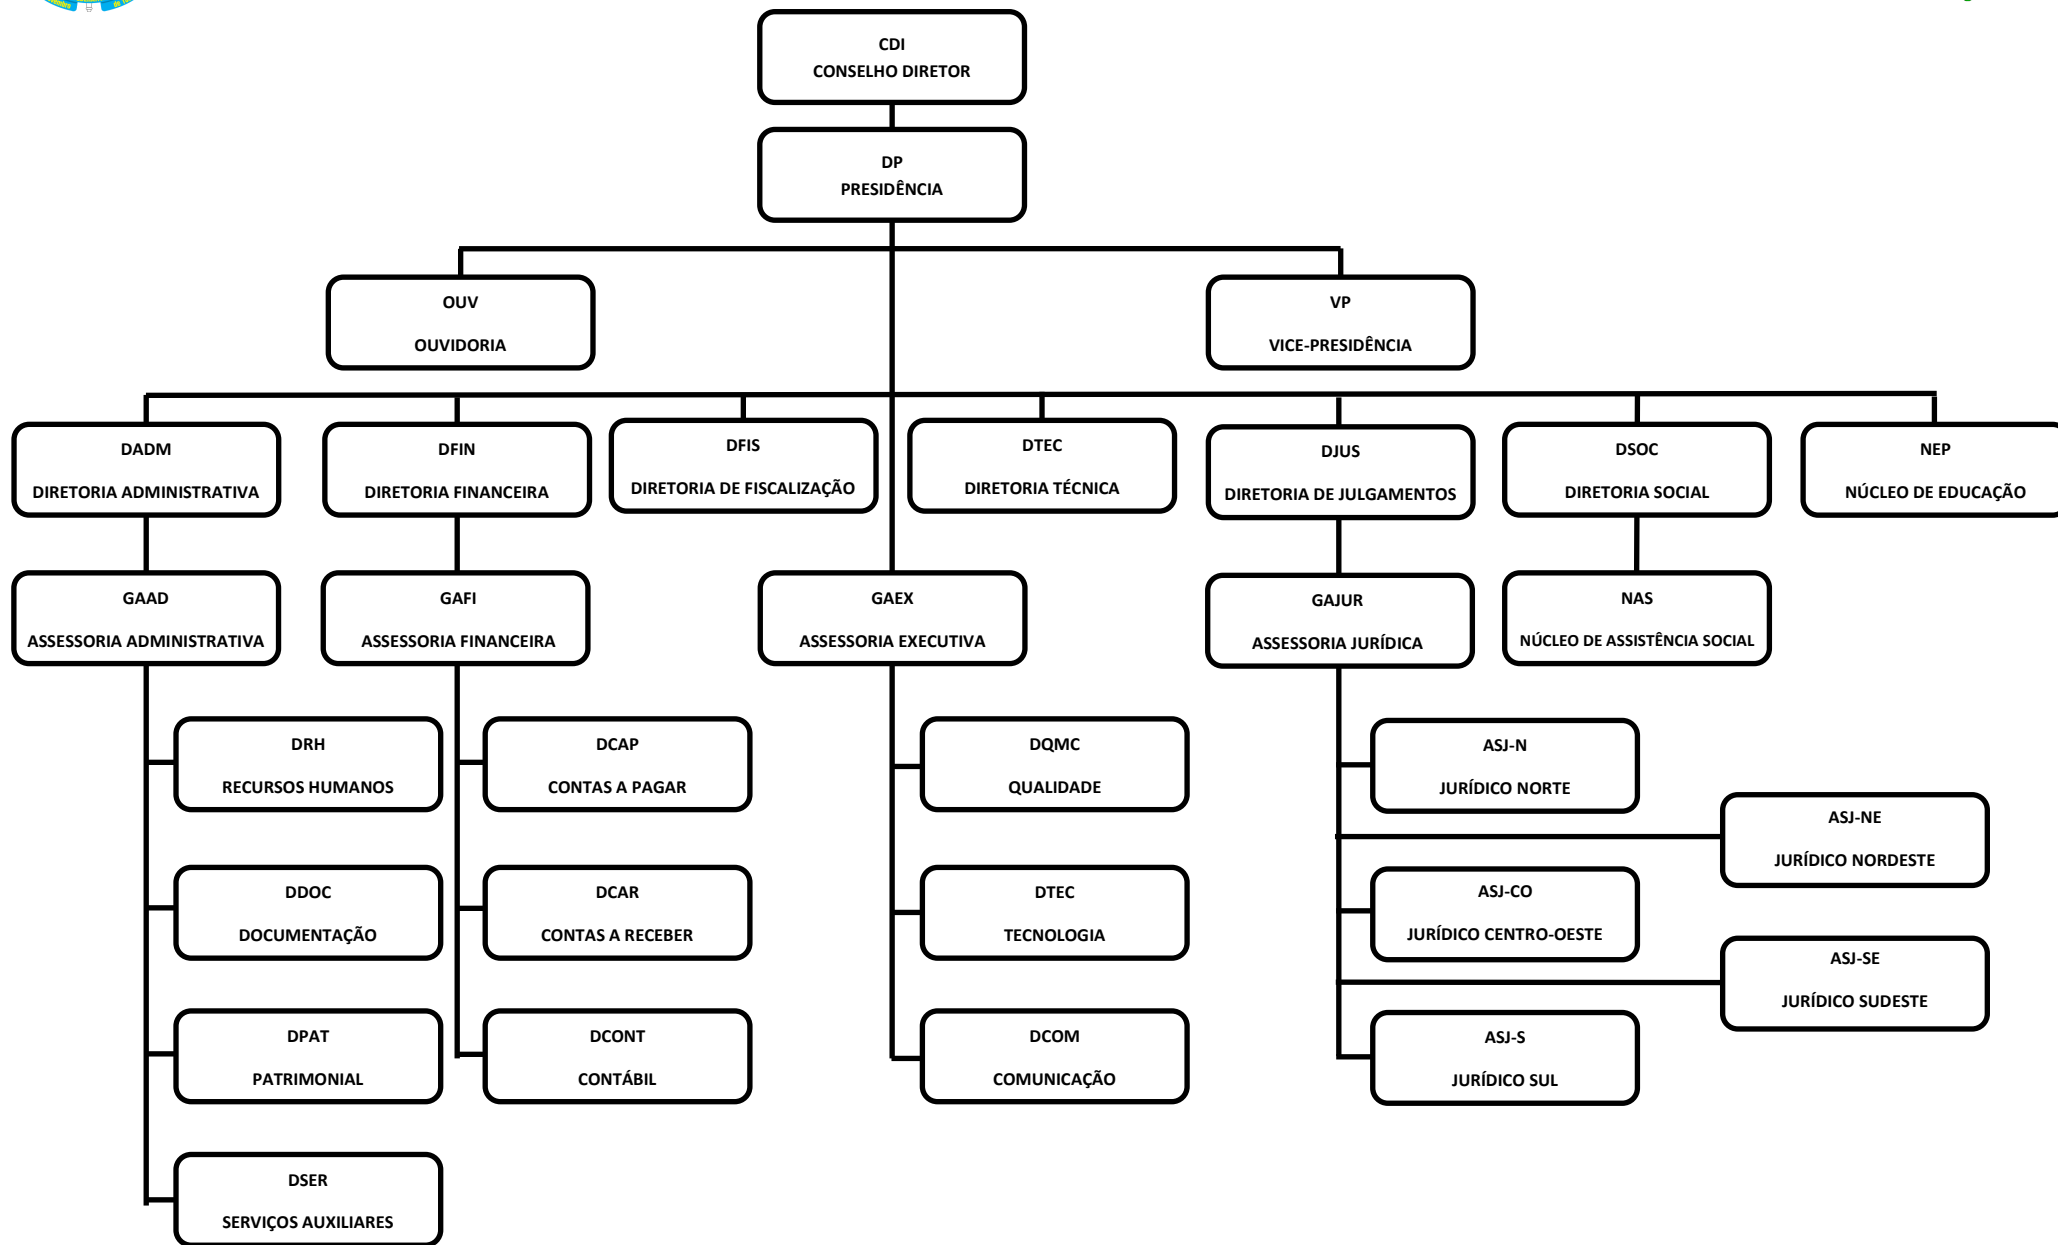 CDI
CONSELHO DIRETOR
DP
PRESIDÊNCIA
OUV
OUVIDORIA
VP
VICE-PRESIDÊNCIA
DADM
DIRETORIA ADMINISTRATIVA
DFIN
DIRETORIA FINANCEIRA
DFIS
DIRETORIA DE FISCALIZAÇÃO
DTEC
DIRETORIA TÉCNICA
DJUS
DIRETORIA DE JULGAMENTOS
DSOC
DIRETORIA SOCIAL
NEP
NÚCLEO DE EDUCAÇÃO
GAAD
ASSESSORIA ADMINISTRATIVA
GAFI
ASSESSORIA FINANCEIRA
GAEX
ASSESSORIA EXECUTIVA
GAJUR
ASSESSORIA JURÍDICA
NAS
NÚCLEO DE ASSISTÊNCIA SOCIAL
DRH
RECURSOS HUMANOS
DCAP
CONTAS A PAGAR
DQMC
QUALIDADE
ASJ-N
JURÍDICO NORTE
ASJ-NE
JURÍDICO NORDESTE
DDOC
DOCUMENTAÇÃO
DCAR
CONTAS A RECEBER
DTEC
TECNOLOGIA
ASJ-CO
JURÍDICO CENTRO-OESTE
ASJ-SE
JURÍDICO SUDESTE
DPAT
PATRIMONIAL
DCONT
CONTÁBIL
DCOM
COMUNICAÇÃO
ASJ-S
JURÍDICO SUL
DSER
SERVIÇOS AUXILIARES